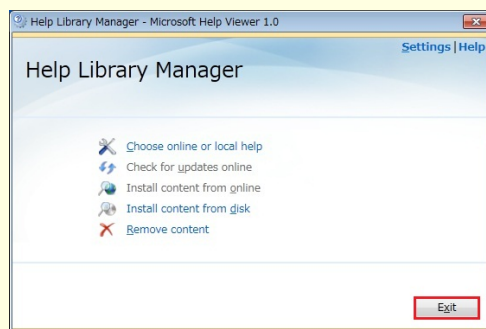 Help Library Manager - Microsoft Help Viewer 1.0
Settings | Help
Help Library Manager
Choose online or local help
Check for updates online
Install content from online
Install content from disk
Remove content
Exit